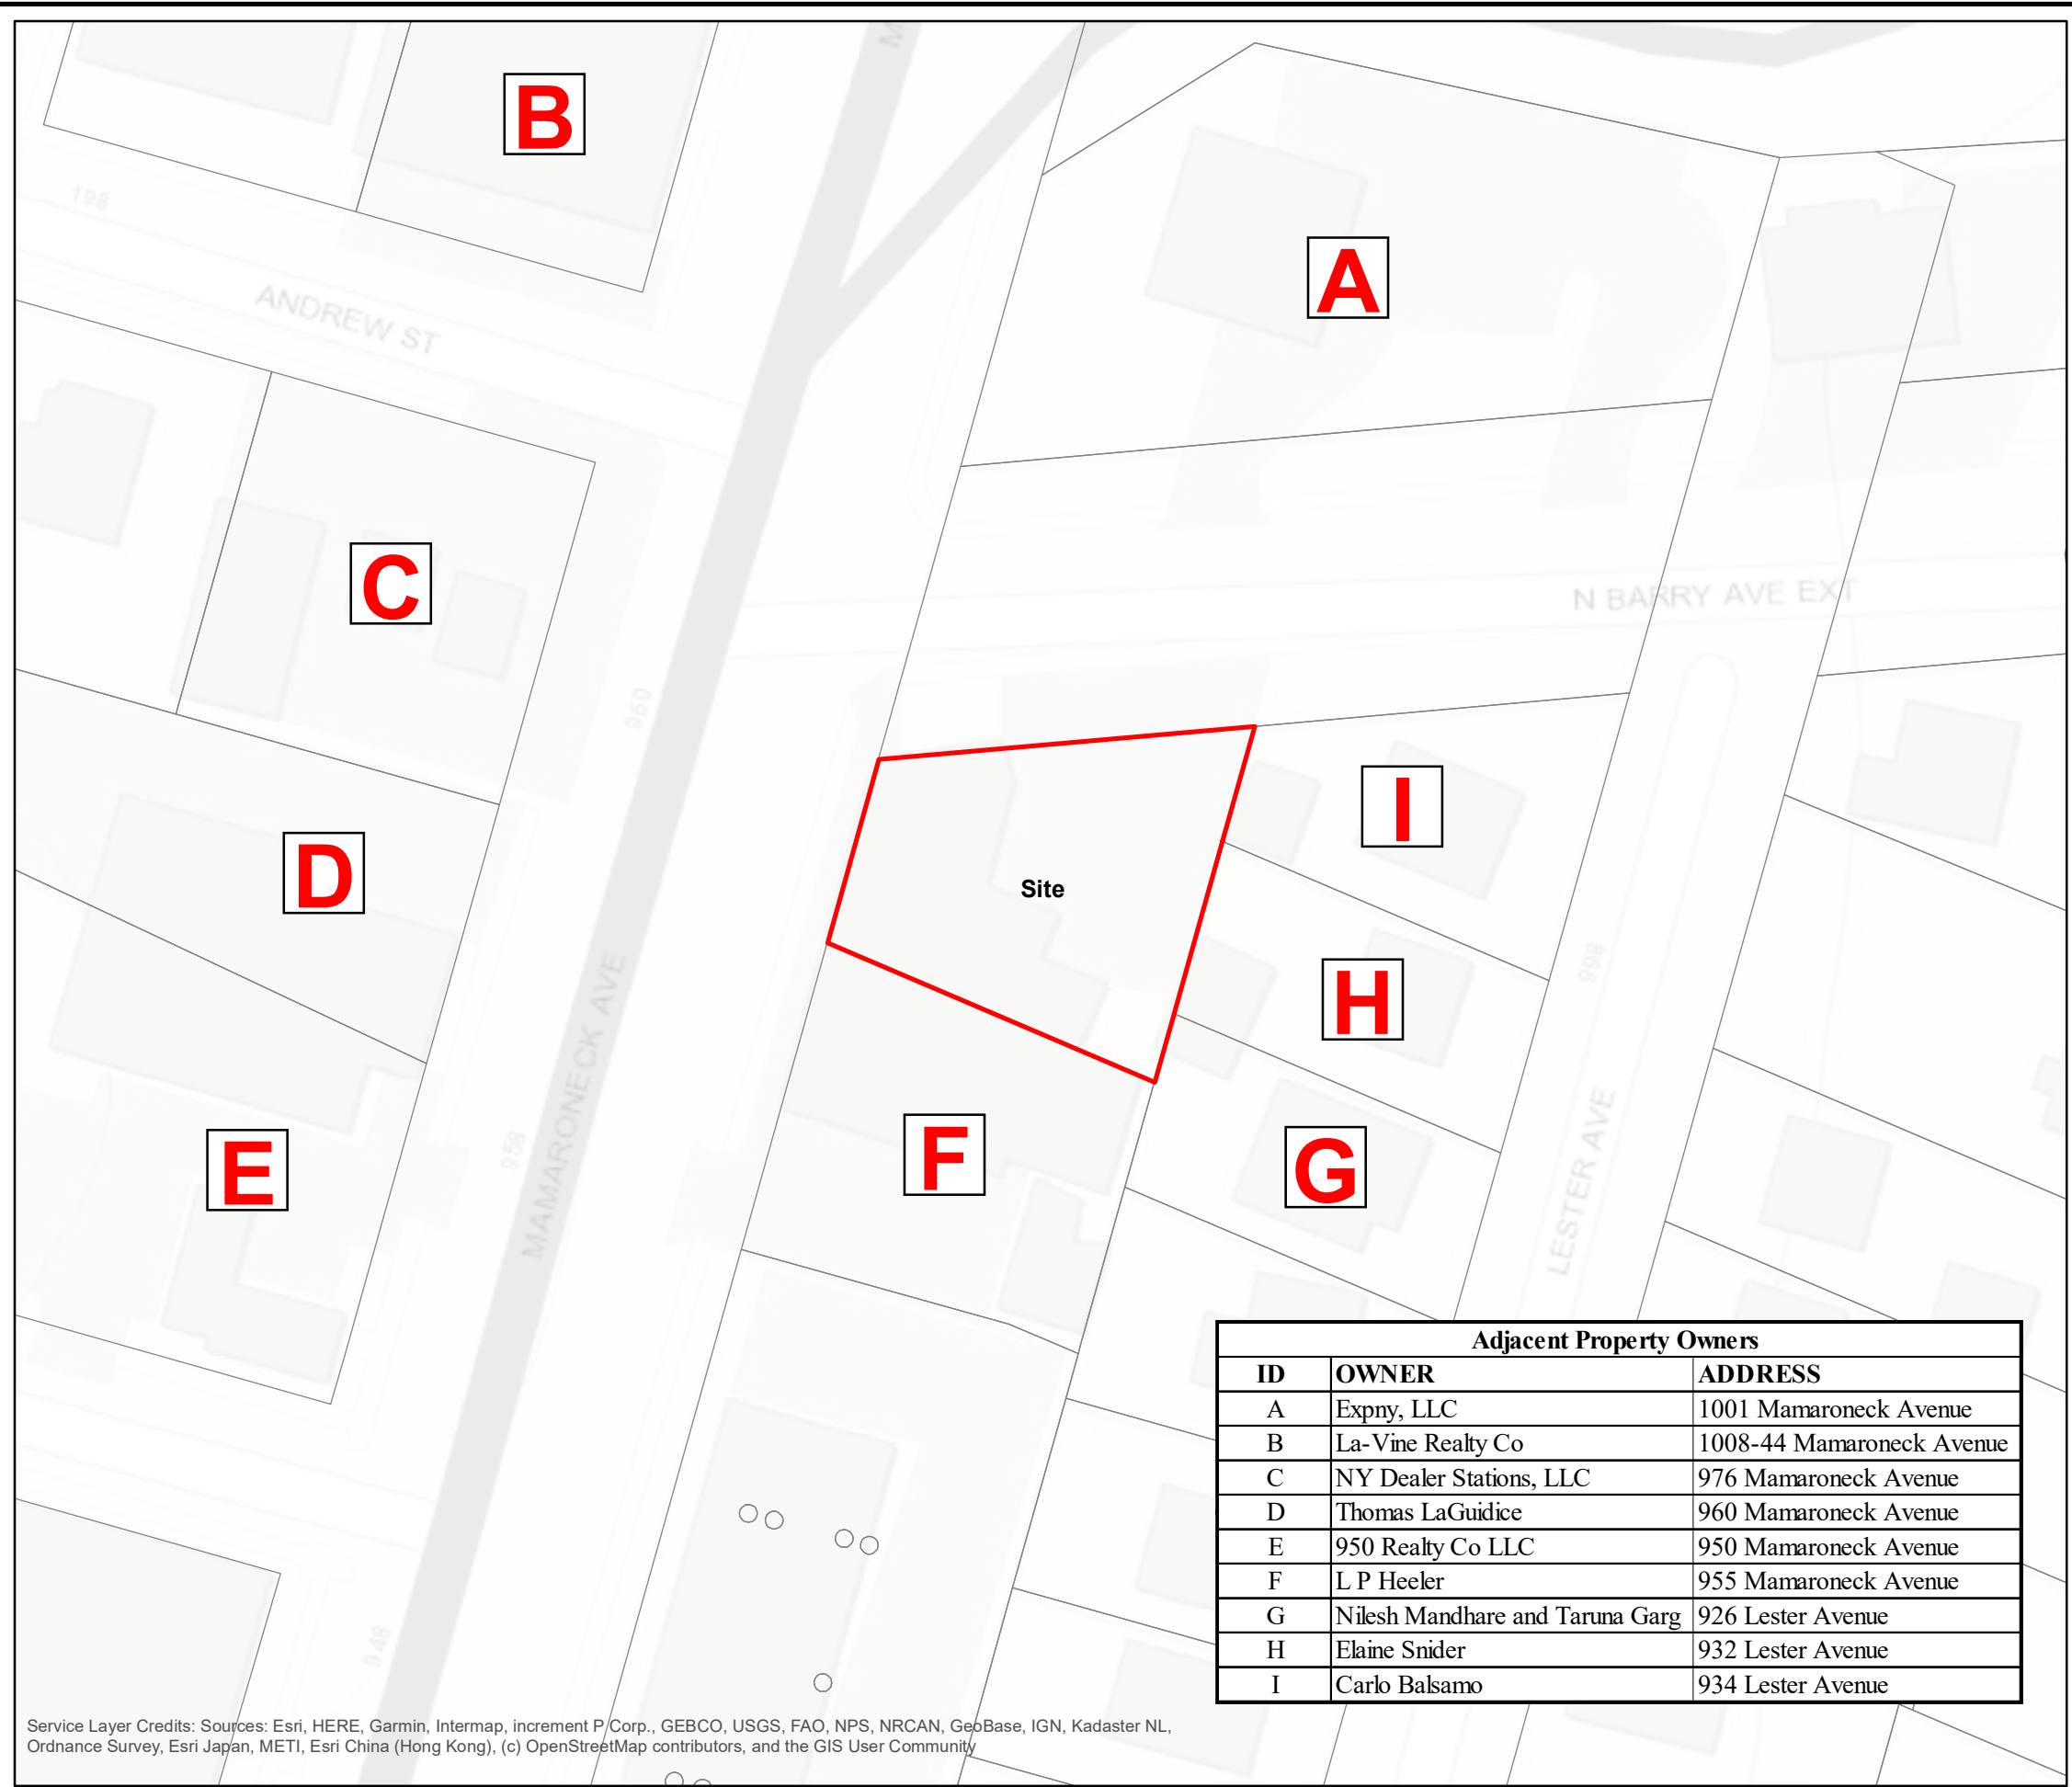 M
B
198
A
ANDREW ST
C
N BARRY AVE EXT
960
I
D
Site
998
H
MAMARONECK AVE
F
G
E
958
LESTER AVE
948
Adjacent Property Owners
ID OWNER ADDRESS
A Expny, LLC 1001 Mamaroneck Avenue
B La-Vine Realty Co 1008-44 Mamaroneck Avenue
C NY Dealer Stations, LLC 976 Mamaroneck Avenue
D Thomas LaGuidice 960 Mamaroneck Avenue
E 950 Realty Co LLC 950 Mamaroneck Avenue
F L P Heeler 955 Mamaroneck Avenue
G Nilesh Mandhare and Taruna Garg 926 Lester Avenue
H Elaine Snider 932 Lester Avenue
I Carlo Balsamo 934 Lester Avenue
Service Layer Credits: Sources: Esri, HERE, Garmin, Intermap, increment P Corp., GEBCO, USGS, FAO, NPS, NRCAN, GeoBase, IGN, Kadaster NL,
Ordnance Survey, Esri Japan, METI, Esri China (Hong Kong), (c) OpenStreetMap contributors, and the GIS User Community